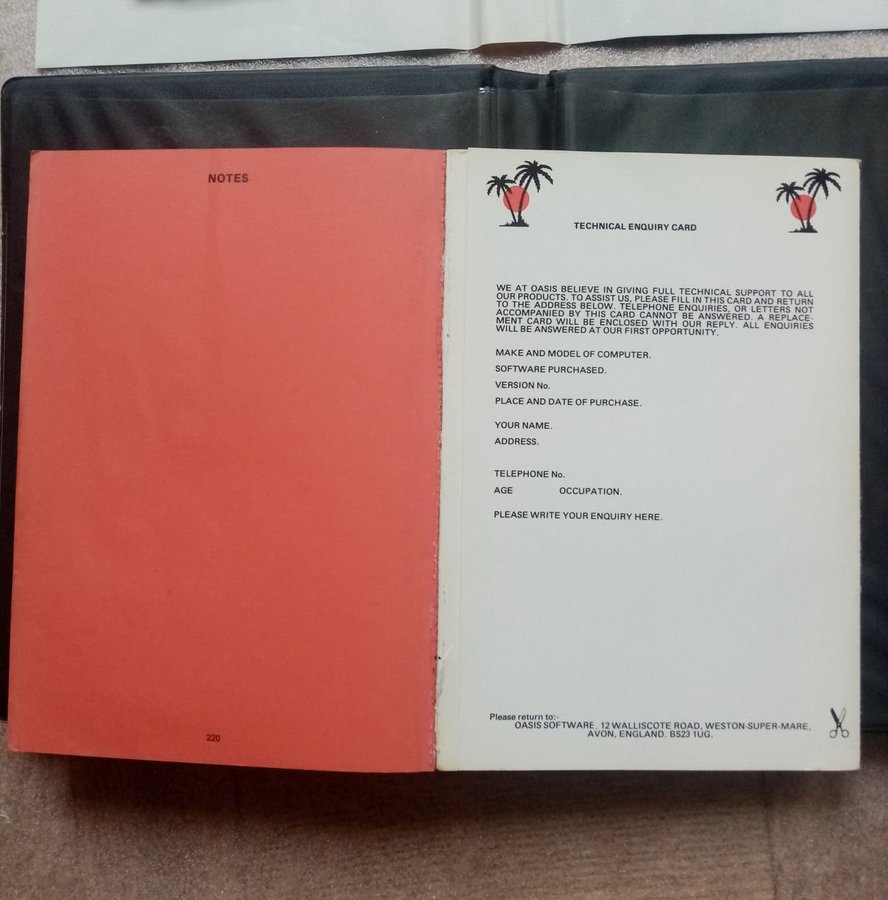 NOTES
220
TECHNICAL ENQUIRY CARD
WE AT OASIS BELIEVE IN GIVING FULL TECHNICAL SUPPORT TO ALL
OUR PRODUCTS. TO ASSIST US, PLEASE FILL IN THIS CARD AND RETURN
TO THE ADDRESS BELOW. TELEPHONE ENQUIRIES, OR LETTERS NOT
ACCOMPANIED BY THIS CARD CANNOT BE ANSWERED. A REPLACE-
MENT CARD WILL BE ENCLOSED WITH OUR REPLY. ALL ENQUIRIES
WILL BE ANSWERED AT OUR FIRST OPPORTUNITY.
MAKE AND MODEL OF COMPUTER.
SOFTWARE PURCHASED.
VERSION No.
PLACE AND DATE OF PURCHASE.
YOUR NAME.
ADDRESS.
TELEPHONE No.
AGE OCCUPATION.
PLEASE WRITE YOUR ENQUIRY HERE.
Please return to:-
OASIS SOFTWARE, 12 WALLISCOTE ROAD, WESTON-SUPER-MARE,
AVON, ENGLAND. BS23 1UG.